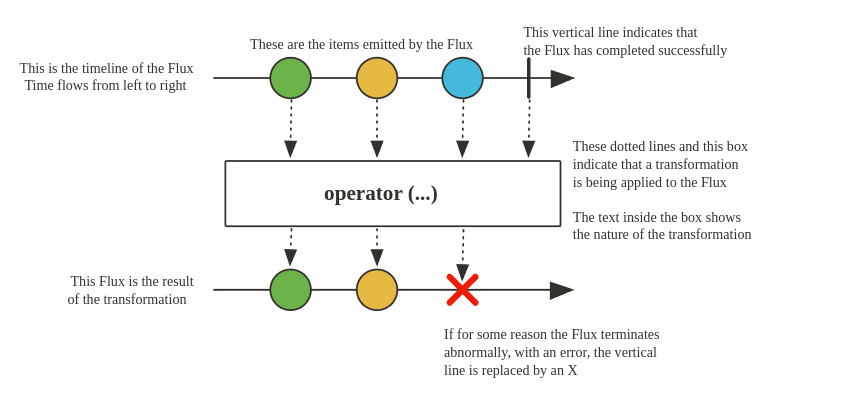 These are the items emitted by the Flux
This vertical line indicates that
the Flux has completed successfully
This is the timeline of the Flux
Time flows from left to right
These dotted lines and this box
indicate that a transformation
is being applied to the Flux
The text inside the box shows
the nature of the transformation
operator (...)
This Flux is the result
of the transformation
If for some reason the Flux terminates
abnormally, with an error, the vertical
line is replaced by an X